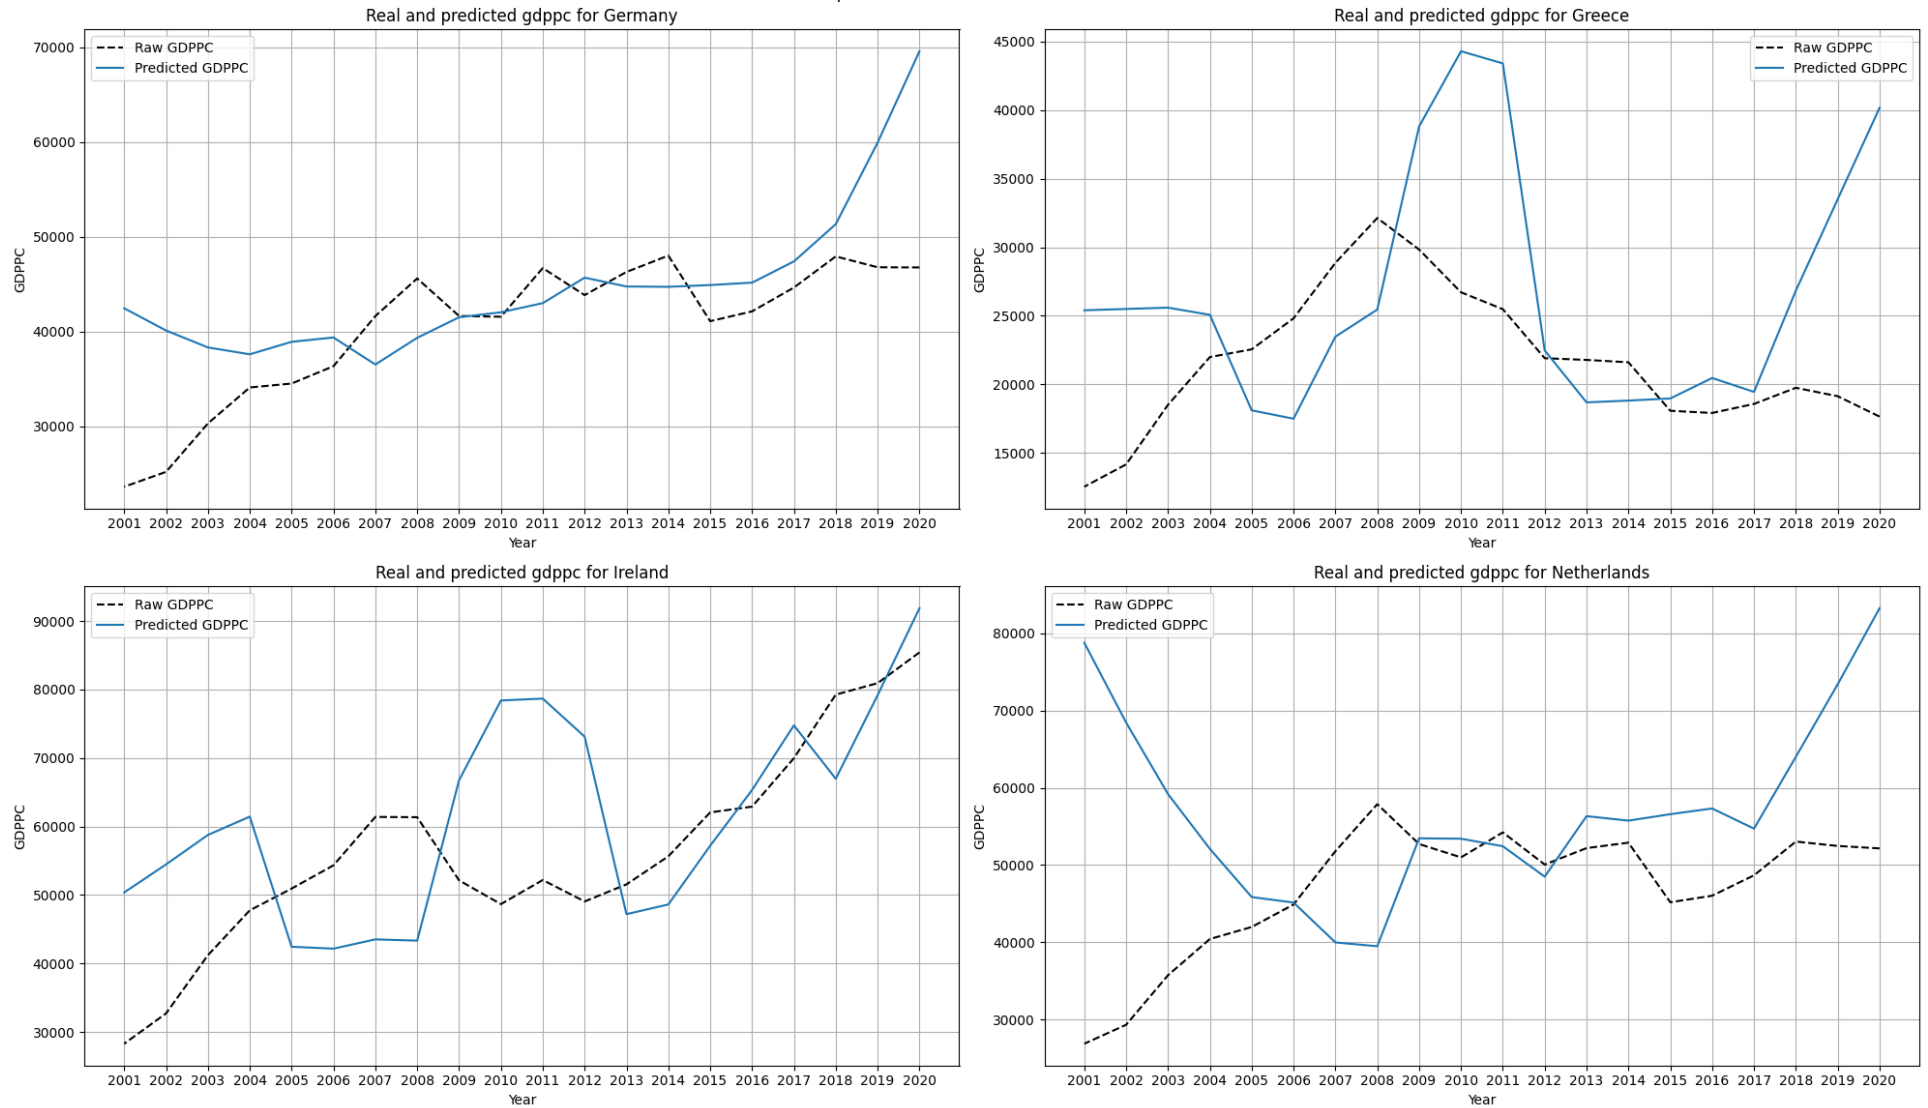 Real and predicted gdppc for Germany
Raw GDPPC
Predicted GDPPC
70000
60000
50000
40000
30000
GDPPC
2001 2002 2003 2004 2005 2006 2007 2008 2009 2010 2011 2012 2013 2014 2015 2016 2017 2018 2019 2020
Year
Real and predicted gdppc for Greece
Raw GDPPC
Predicted GDPPC
45000
40000
35000
30000
25000
20000
15000
GDPPC
2001 2002 2003 2004 2005 2006 2007 2008 2009 2010 2011 2012 2013 2014 2015 2016 2017 2018 2019 2020
Year
Real and predicted gdppc for Ireland
Raw GDPPC
Predicted GDPPC
90000
80000
70000
60000
50000
40000
30000
GDPPC
2001 2002 2003 2004 2005 2006 2007 2008 2009 2010 2011 2012 2013 2014 2015 2016 2017 2018 2019 2020
Year
Real and predicted gdppc for Netherlands
Raw GDPPC
Predicted GDPPC
80000
70000
60000
50000
40000
30000
GDPPC
2001 2002 2003 2004 2005 2006 2007 2008 2009 2010 2011 2012 2013 2014 2015 2016 2017 2018 2019 2020
Year